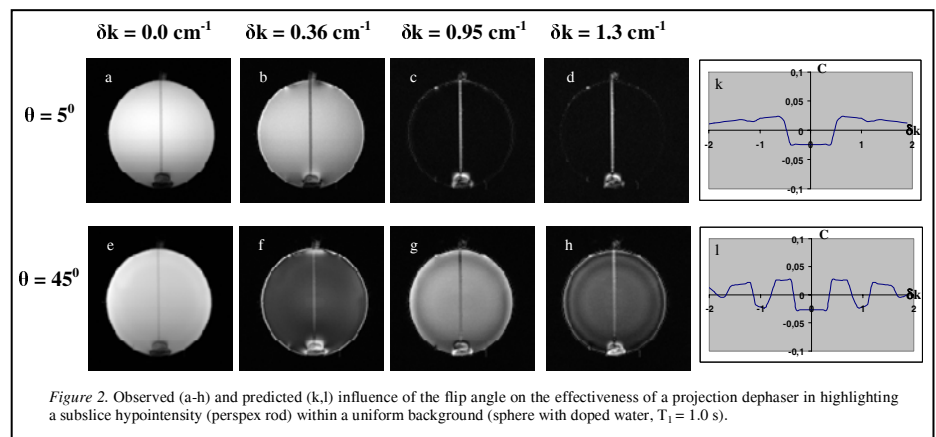 δk = 0.0 cm⁻¹ δk = 0.36 cm⁻¹ δk = 0.95 cm⁻¹ δk = 1.3 cm⁻¹
θ = 5⁰
a b c d
k
C
0,1
0,05
0
-0,05
-0,1
-2 -1 0 1 2
δk
θ = 45⁰
e f g h
l
C
0,1
0,05
0
-0,05
-0,1
-2 -1 0 1 2
δk
Figure 2. Observed (a-h) and predicted (k,l) influence of the flip angle on the effectiveness of a projection dephaser in highlighting
a subslice hypointensity (perspex rod) within a uniform background (sphere with doped water, T₁ = 1.0 s).